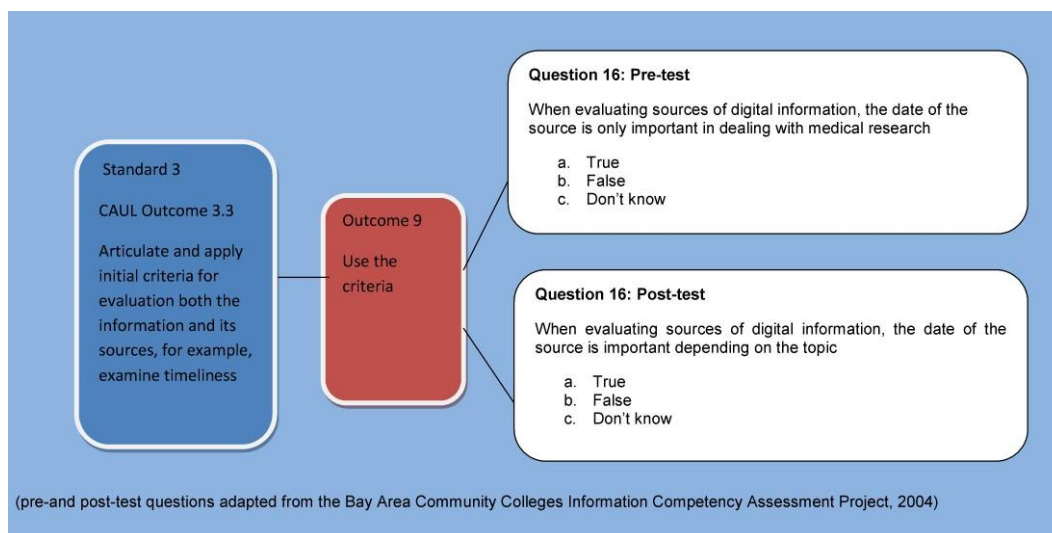 Standard 3
CAUL Outcome 3.3
Articulate and apply
initial criteria for
evaluation both the
information and its
sources, for example,
examine timeliness
Outcome 9
Use the
criteria
Question 16: Pre-test
When evaluating sources of digital information, the date of the
source is only important in dealing with medical research
a. True
b. False
c. Don't know
Question 16: Post-test
When evaluating sources of digital information, the date of the
source is important depending on the topic
a. True
b. False
c. Don't know
(pre-and post-test questions adapted from the Bay Area Community Colleges Information Competency Assessment Project, 2004)